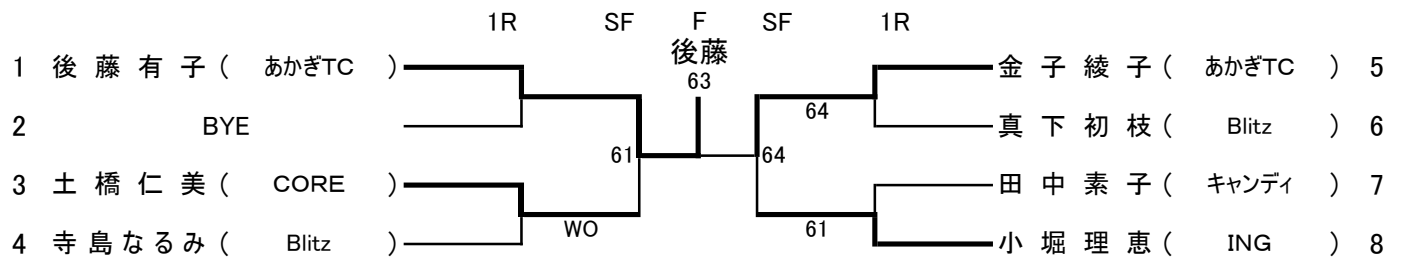 1R SF F SF 1R
後藤
1 後藤有子( あかぎTC ) 63 金子綾子( あかぎTC ) 5
64
2 BYE 真下初枝( Blitz ) 6
61 64
3 土橋仁美( CORE ) 田中素子( キャンディ ) 7
WO 61
4 寺島なるみ( Blitz ) 小堀理恵( ING ) 8